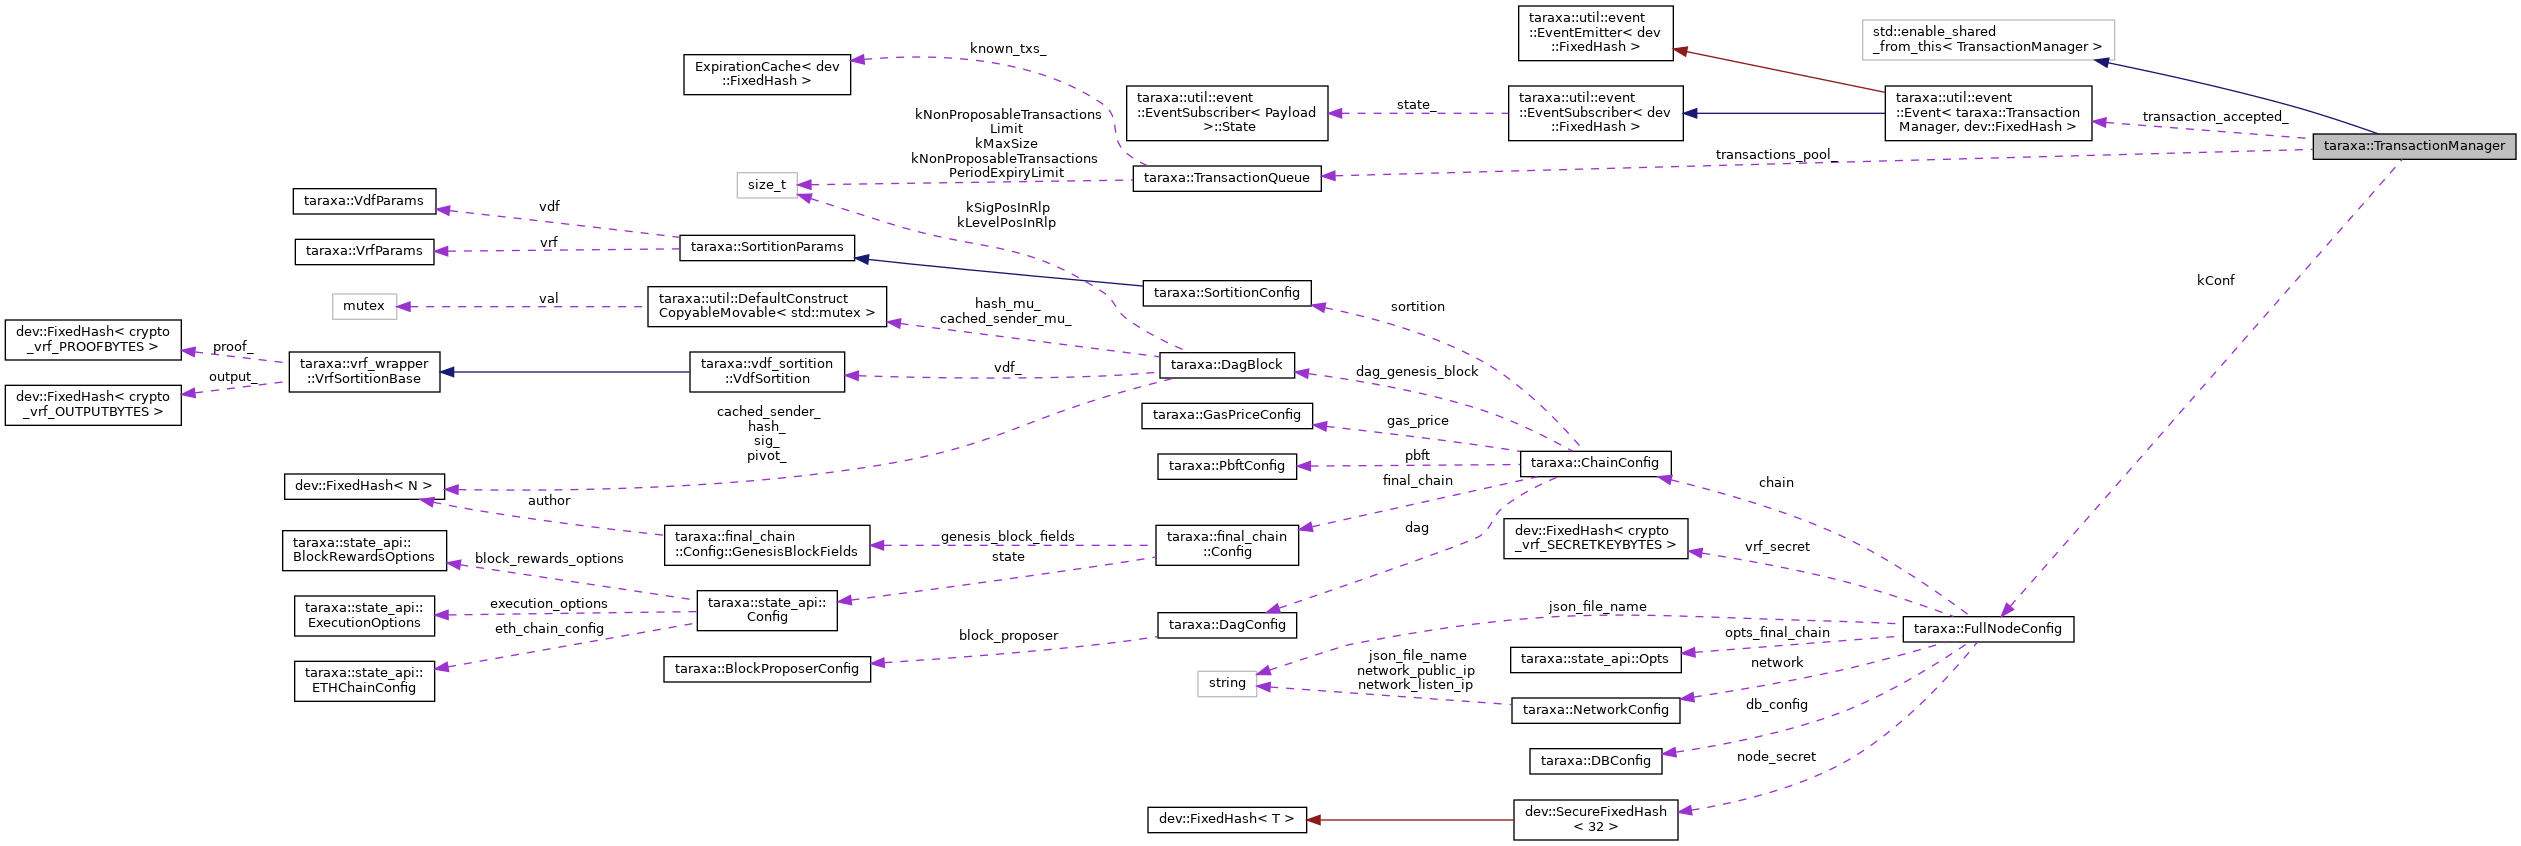 taraxa::util::event
::EventEmitter< dev
::FixedHash >
std::enable_shared
_from_this< TransactionManager >
known_txs_
ExpirationCache< dev
::FixedHash >
taraxa::util::event
::EventSubscriber< Payload
>::State
state_
taraxa::util::event
::EventSubscriber< dev
::FixedHash >
taraxa::util::event
::Event< taraxa::Transaction
Manager, dev::FixedHash >
transaction_accepted_
taraxa::TransactionManager
kNonProposableTransactions
Limit
kMaxSize
kNonProposableTransactions
PeriodExpiryLimit
transactions_pool_
taraxa::TransactionQueue
size_t
taraxa::VdfParams
vdf
kSigPosInRlp
kLevelPosInRlp
taraxa::VrfParams
vrf
taraxa::SortitionParams
kConf
taraxa::SortitionConfig
sortition
mutex
val
taraxa::util::DefaultConstruct
CopyableMovable< std::mutex >
hash_mu_
cached_sender_mu_
dev::FixedHash< crypto
_vrf_PROOFBYTES >
proof_
taraxa::vrf_wrapper
::VrfSortitionBase
taraxa::vdf_sortition
::VdfSortition
vdf_
taraxa::DagBlock
dag_genesis_block
output_
dev::FixedHash< crypto
_vrf_OUTPUTBYTES >
cached_sender_
hash_
sig_
pivot_
taraxa::GasPriceConfig
gas_price
taraxa::PbftConfig
pbft
taraxa::ChainConfig
final_chain
chain
dev::FixedHash< N >
author
dag
taraxa::final_chain
::Config::GenesisBlockFields
genesis_block_fields
state
taraxa::final_chain
::Config
dev::FixedHash< crypto
_vrf_SECRETKEYBYTES >
vrf_secret
taraxa::state_api::
BlockRewardsOptions
block_rewards_options
taraxa::state_api::
ExecutionOptions
execution_options
taraxa::state_api::
Config
eth_chain_config
taraxa::state_api::
ETHChainConfig
taraxa::DagConfig
block_proposer
taraxa::BlockProposerConfig
json_file_name
taraxa::FullNodeConfig
opts_final_chain
taraxa::state_api::Opts
network
string
json_file_name
network_public_ip
network_listen_ip
taraxa::NetworkConfig
db_config
taraxa::DBConfig
node_secret
dev::FixedHash< T >
dev::SecureFixedHash
< 32 >